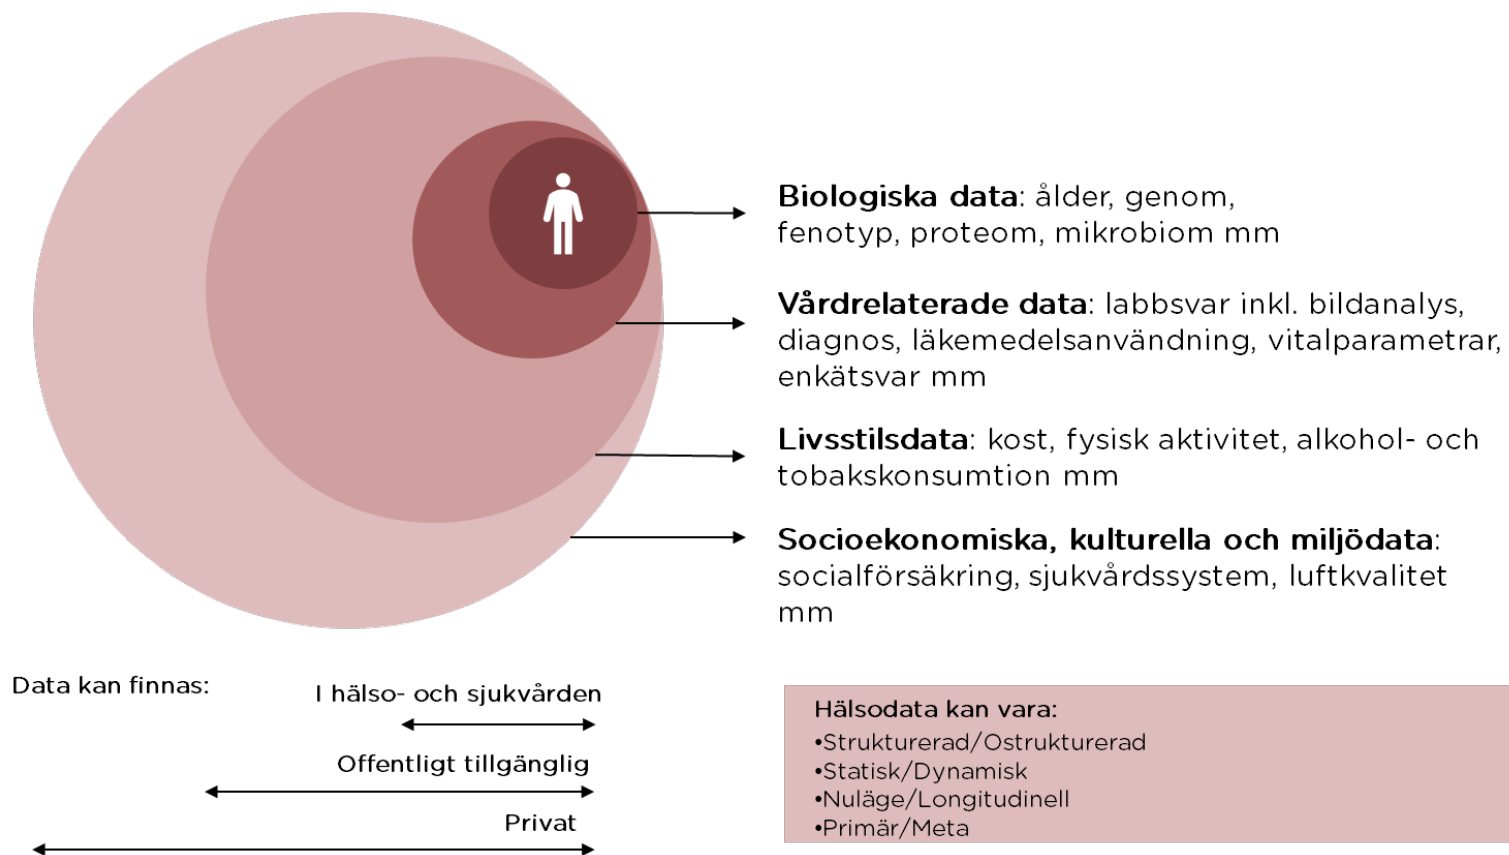 Biologiska data: ålder, genom,
fenotyp, proteom, mikrobiom mm
Vårdrelaterade data: labbsvar inkl. bildanalys,
diagnos, läkemedelsanvändning, vitalparametrar,
enkätsvar mm
Livsstilsdata: kost, fysisk aktivitet, alkohol- och
tobakskonsumtion mm
Socioekonomiska, kulturella och miljödata:
socialförsäkring, sjukvårdssystem, luftkvalitet
mm
Data kan finnas:
I hälso- och sjukvården
Offentligt tillgänglig
Privat
Hälsodata kan vara:
•Strukturerad/Ostrukturerad
•Statisk/Dynamisk
•Nuläge/Longitudinell
•Primär/Meta